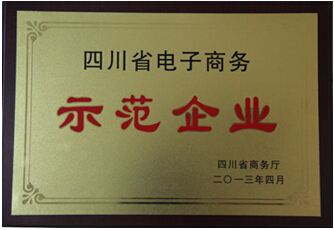 四川省电子商务
示范企业
四川省商务厅
二〇一三年四月